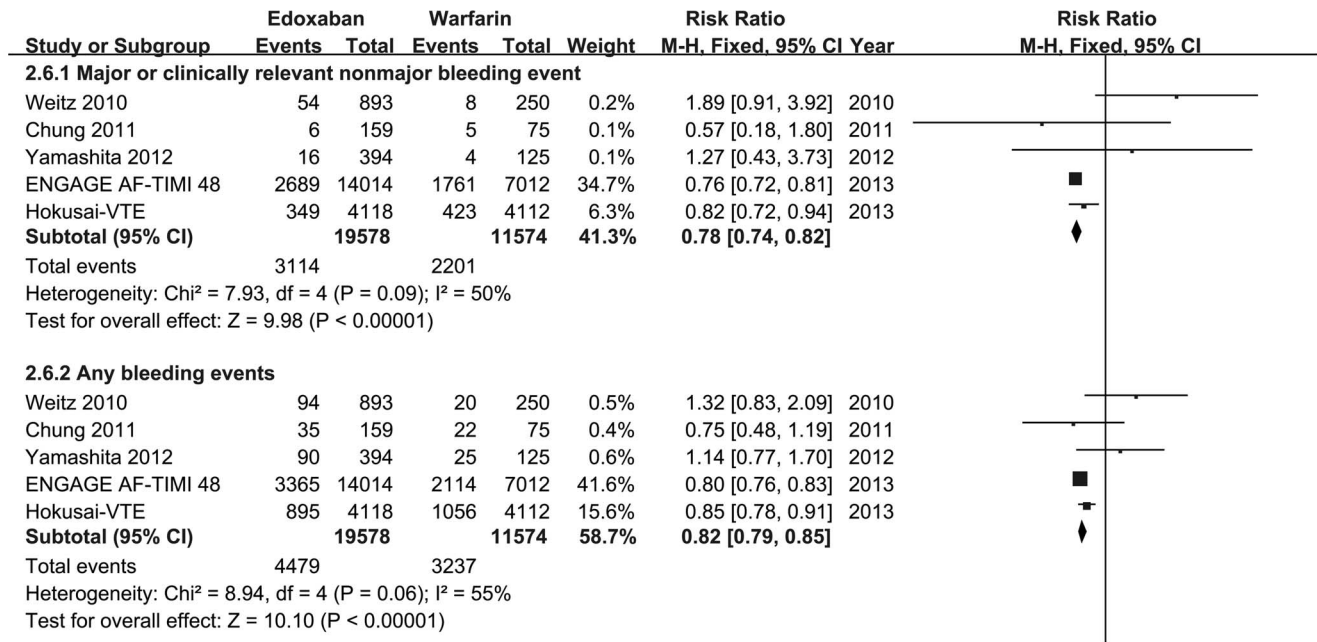 Edoxaban Warfarin Risk Ratio Risk Ratio
Study or Subgroup Events Total Events Total Weight M-H, Fixed, 95% CI Year M-H, Fixed, 95% CI
2.6.1 Major or clinically relevant nonmajor bleeding event
Weitz 2010 54 893 8 250 0.2% 1.89 [0.91, 3.92] 2010
Chung 2011 6 159 5 75 0.1% 0.57 [0.18, 1.80] 2011
Yamashita 2012 16 394 4 125 0.1% 1.27 [0.43, 3.73] 2012
ENGAGE AF-TIMI 48 2689 14014 1761 7012 34.7% 0.76 [0.72, 0.81] 2013
Hokusai-VTE 349 4118 423 4112 6.3% 0.82 [0.72, 0.94] 2013
Subtotal (95% CI) 19578 11574 41.3% 0.78 [0.74, 0.82]
Total events 3114 2201
Heterogeneity: Chi² = 7.93, df = 4 (P = 0.09); I² = 50%
Test for overall effect: Z = 9.98 (P < 0.00001)
2.6.2 Any bleeding events
Weitz 2010 94 893 20 250 0.5% 1.32 [0.83, 2.09] 2010
Chung 2011 35 159 22 75 0.4% 0.75 [0.48, 1.19] 2011
Yamashita 2012 90 394 25 125 0.6% 1.14 [0.77, 1.70] 2012
ENGAGE AF-TIMI 48 3365 14014 2114 7012 41.6% 0.80 [0.76, 0.83] 2013
Hokusai-VTE 895 4118 1056 4112 15.6% 0.85 [0.78, 0.91] 2013
Subtotal (95% CI) 19578 11574 58.7% 0.82 [0.79, 0.85]
Total events 4479 3237
Heterogeneity: Chi² = 8.94, df = 4 (P = 0.06); I² = 55%
Test for overall effect: Z = 10.10 (P < 0.00001)